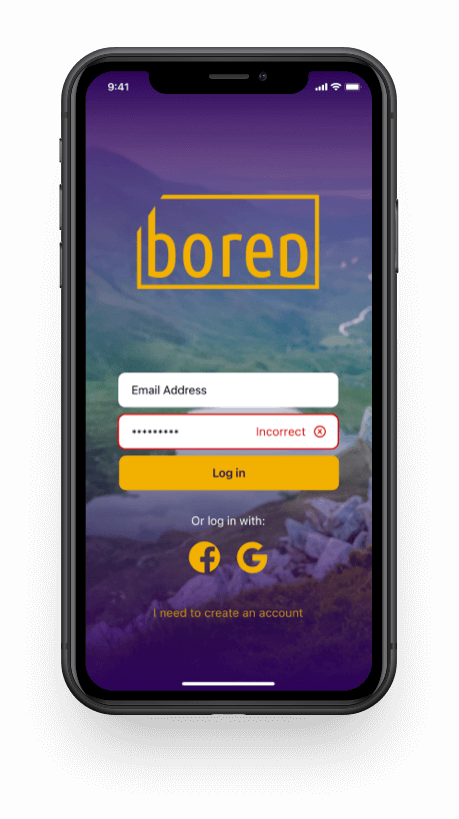 9:41
bored
Email Address
•••••••••
Incorrect
Log in
Or log in with:
I need to create an account